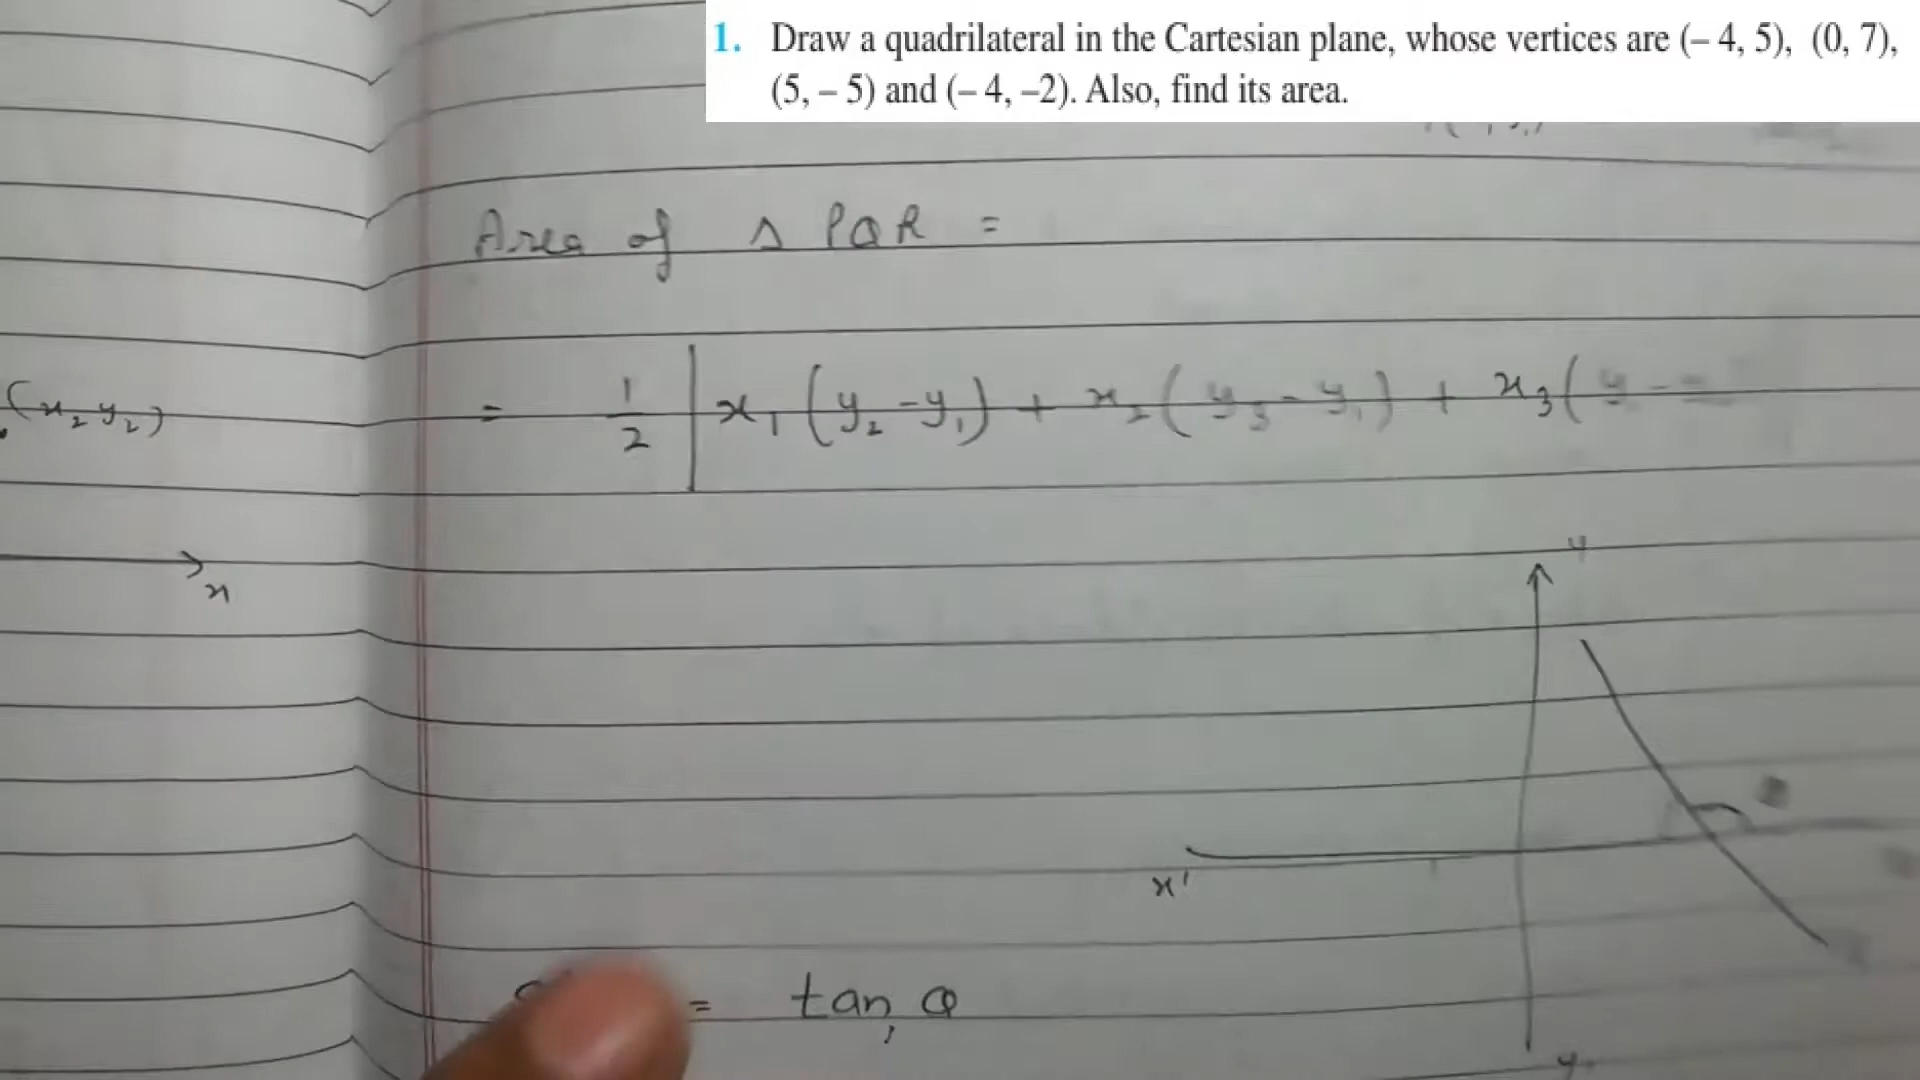 1. Draw a quadrilateral in the Cartesian plane, whose vertices are (– 4, 5), (0, 7),
(5, – 5) and (– 4, –2). Also, find its area.
Area of Δ PQR =
(x₂ y₂)
= 1/2 | x₁ (y₂ - y₁) + x₂ ( y₃ - y₁ ) + x₃ ( y -
x
y
x'
= tan θ
y